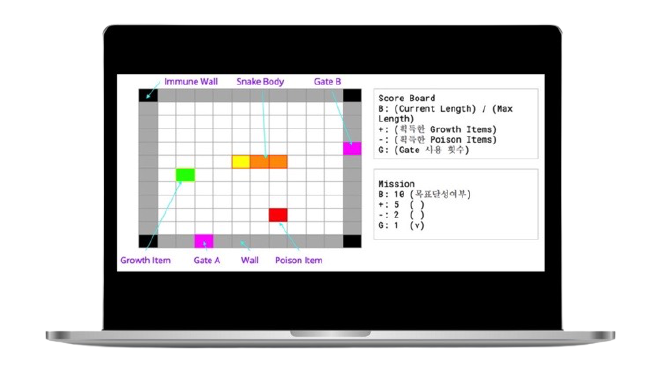 Immune Wall
Snake Body
Gate B
Growth Item
Gate A
Wall
Poison Item
Score Board
B: (Current Length) / (Max
Length)
+: (획득한 Growth Items)
-: (획득한 Poison Items)
G: (Gate 사용 횟수)
Mission
B: 10 (목표달성여부)
+: 5 ( )
-: 2 ( )
G: 1 (v)